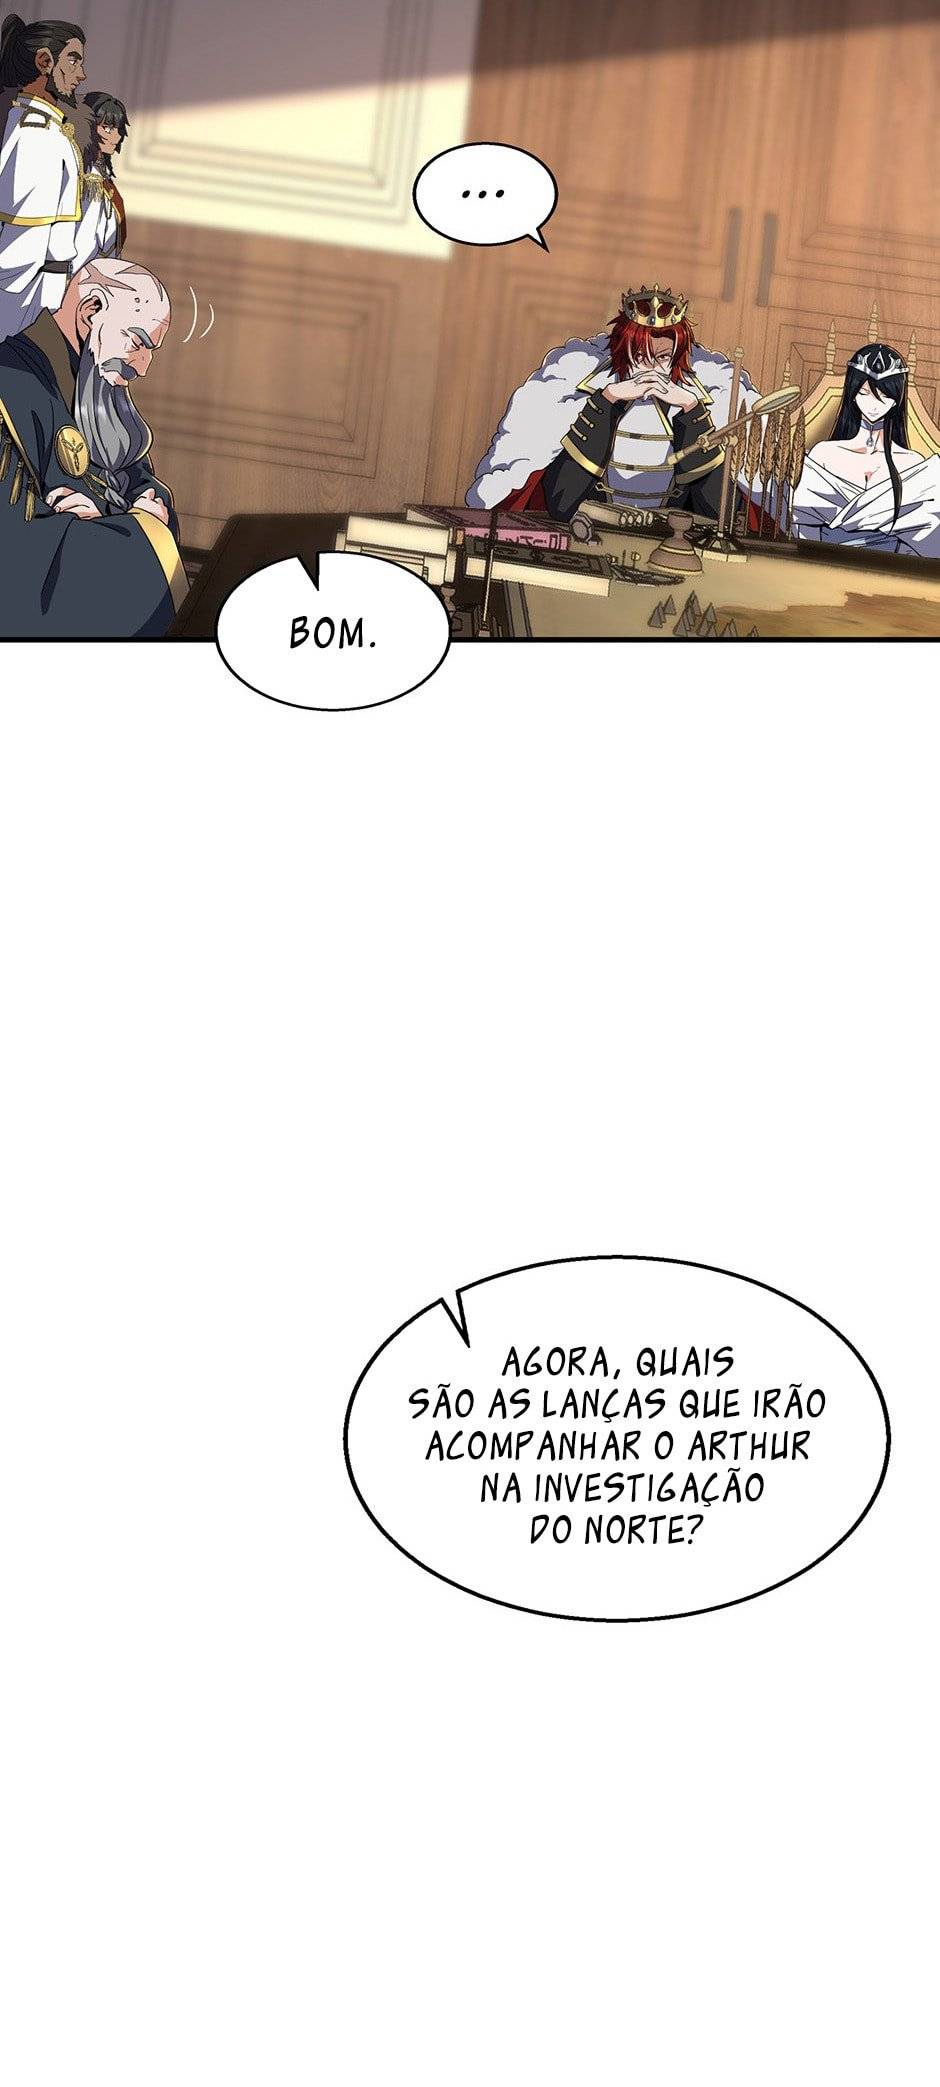 ...
BOM.
AGORA, QUAIS
SÃO AS LANÇAS QUE IRÃO
ACOMPANHAR O ARTHUR
NA INVESTIGAÇÃO
DO NORTE?